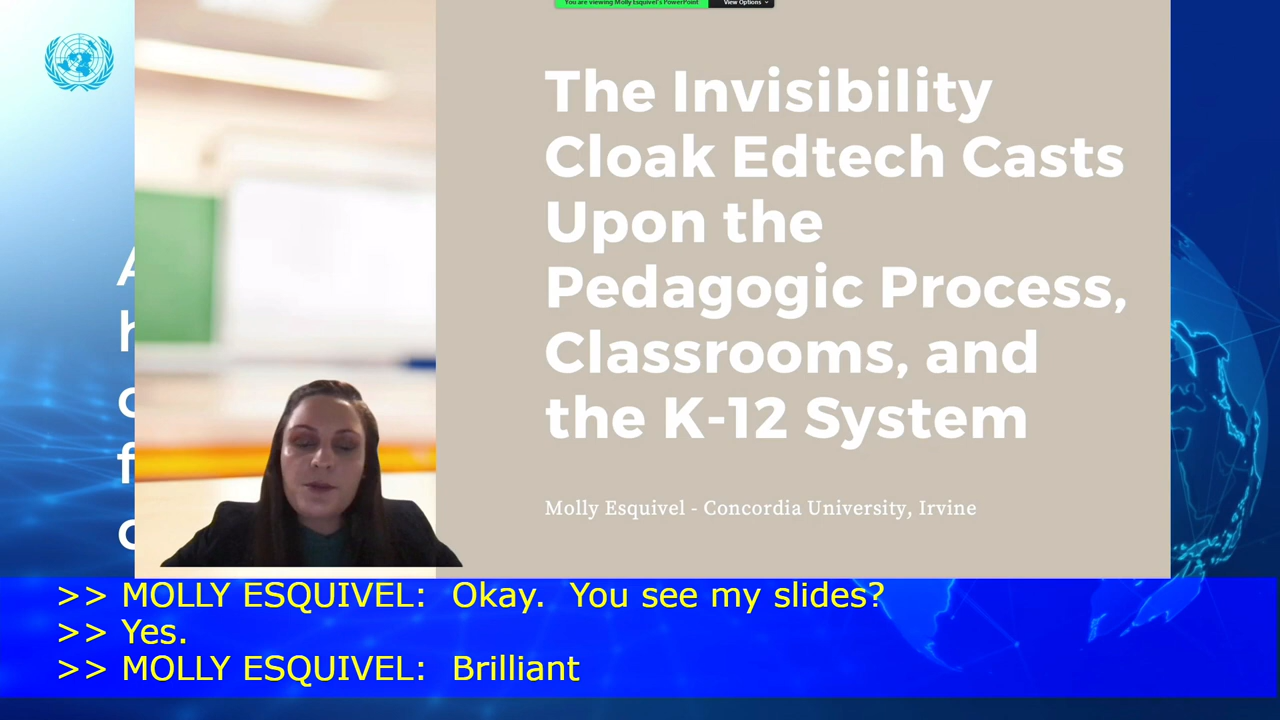 You are viewing Molly Esquivel's PowerPoint View Options
The Invisibility
Cloak Edtech Casts
Upon the
Pedagogic Process,
Classrooms, and
the K-12 System
Molly Esquivel - Concordia University, Irvine
>> MOLLY ESQUIVEL: Okay. You see my slides?
>> Yes.
>> MOLLY ESQUIVEL: Brilliant